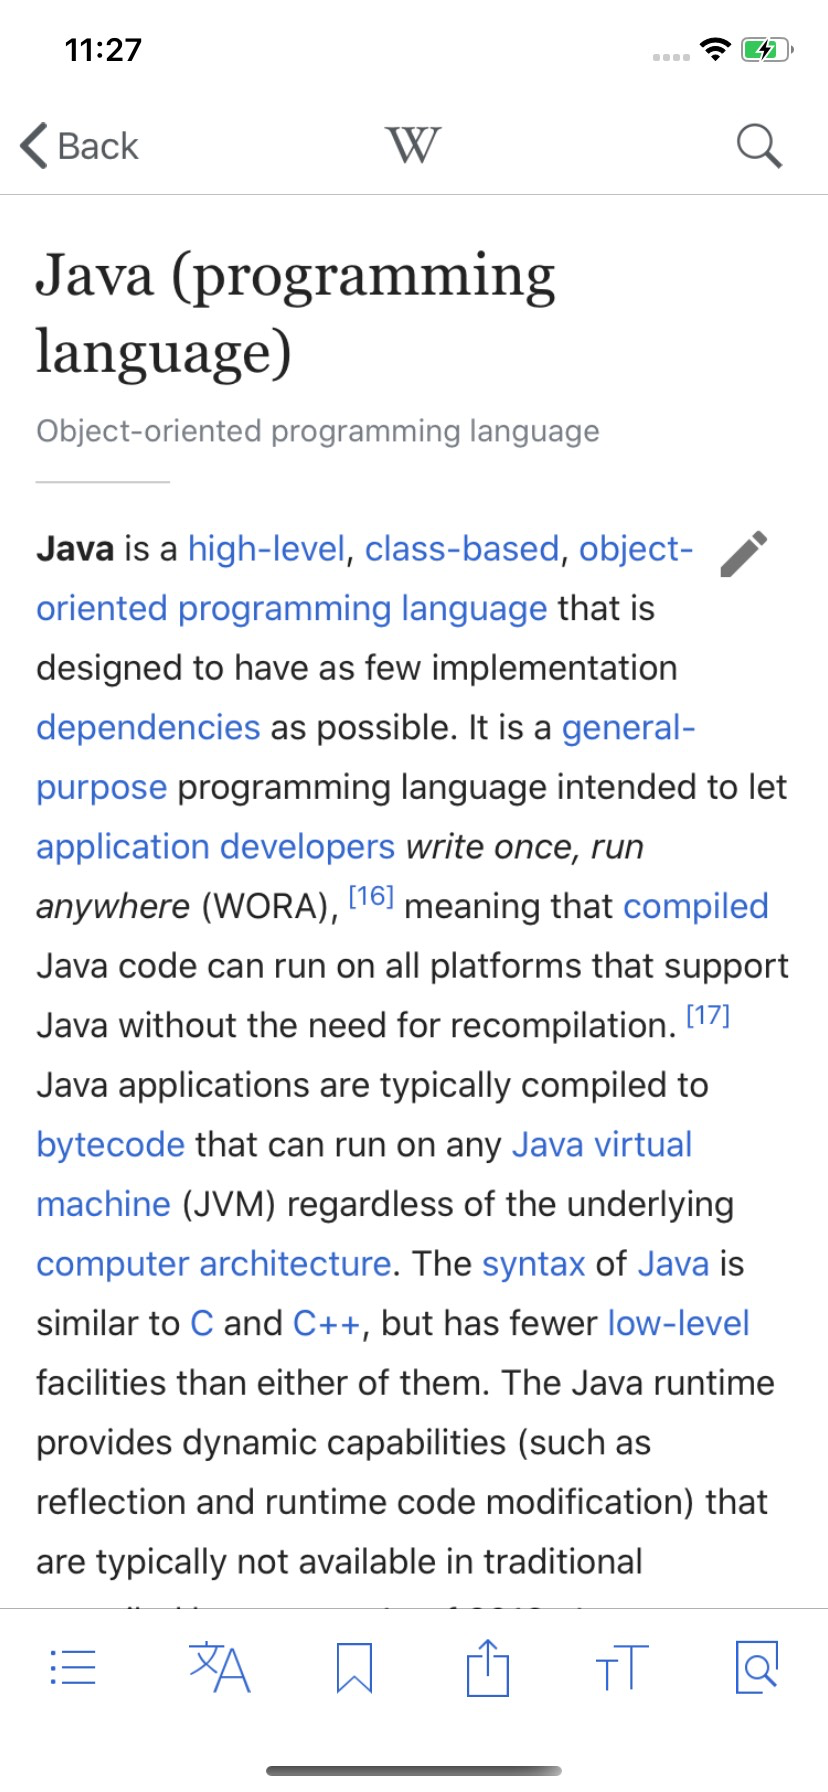 11:27
Back
W
Java (programming
language)
Object-oriented programming language
Java is a high-level, class-based, object-
oriented programming language that is
designed to have as few implementation
dependencies as possible. It is a general-
purpose programming language intended to let
application developers write once, run
anywhere (WORA), [16] meaning that compiled
Java code can run on all platforms that support
Java without the need for recompilation. [17]
Java applications are typically compiled to
bytecode that can run on any Java virtual
machine (JVM) regardless of the underlying
computer architecture. The syntax of Java is
similar to C and C++, but has fewer low-level
facilities than either of them. The Java runtime
provides dynamic capabilities (such as
reflection and runtime code modification) that
are typically not available in traditional
文A
TT